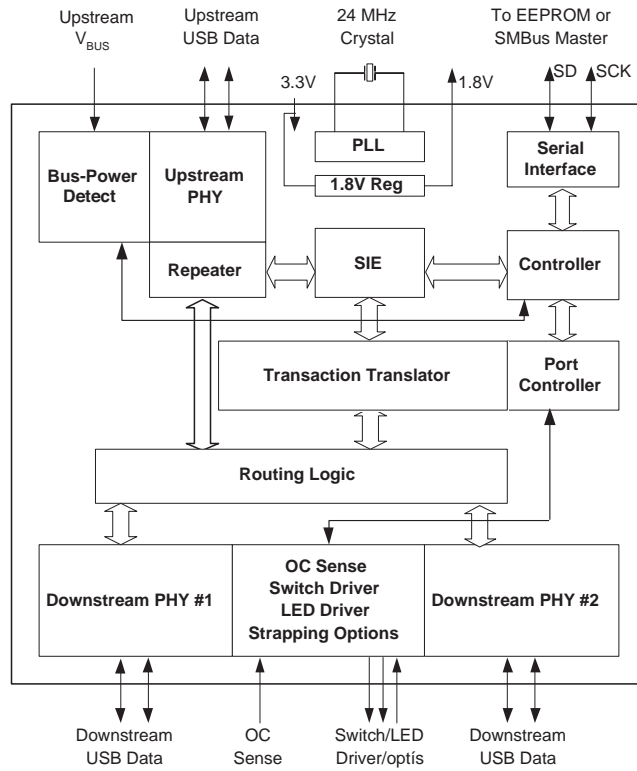 Upstream
VBUS
Upstream
USB Data
24 MHz
Crystal
To EEPROM or
SMBus Master
3.3V
1.8V
SD
SCK
Bus-Power
Detect
Upstream
PHY
PLL
1.8V Reg
Serial
Interface
Repeater
SIE
Controller
Transaction Translator
Port
Controller
Routing Logic
Downstream PHY #1
OC Sense
Switch Driver
LED Driver
Strapping Options
Downstream PHY #2
Downstream
USB Data
OC
Sense
Switch/LED
Driver/optís
Downstream
USB Data